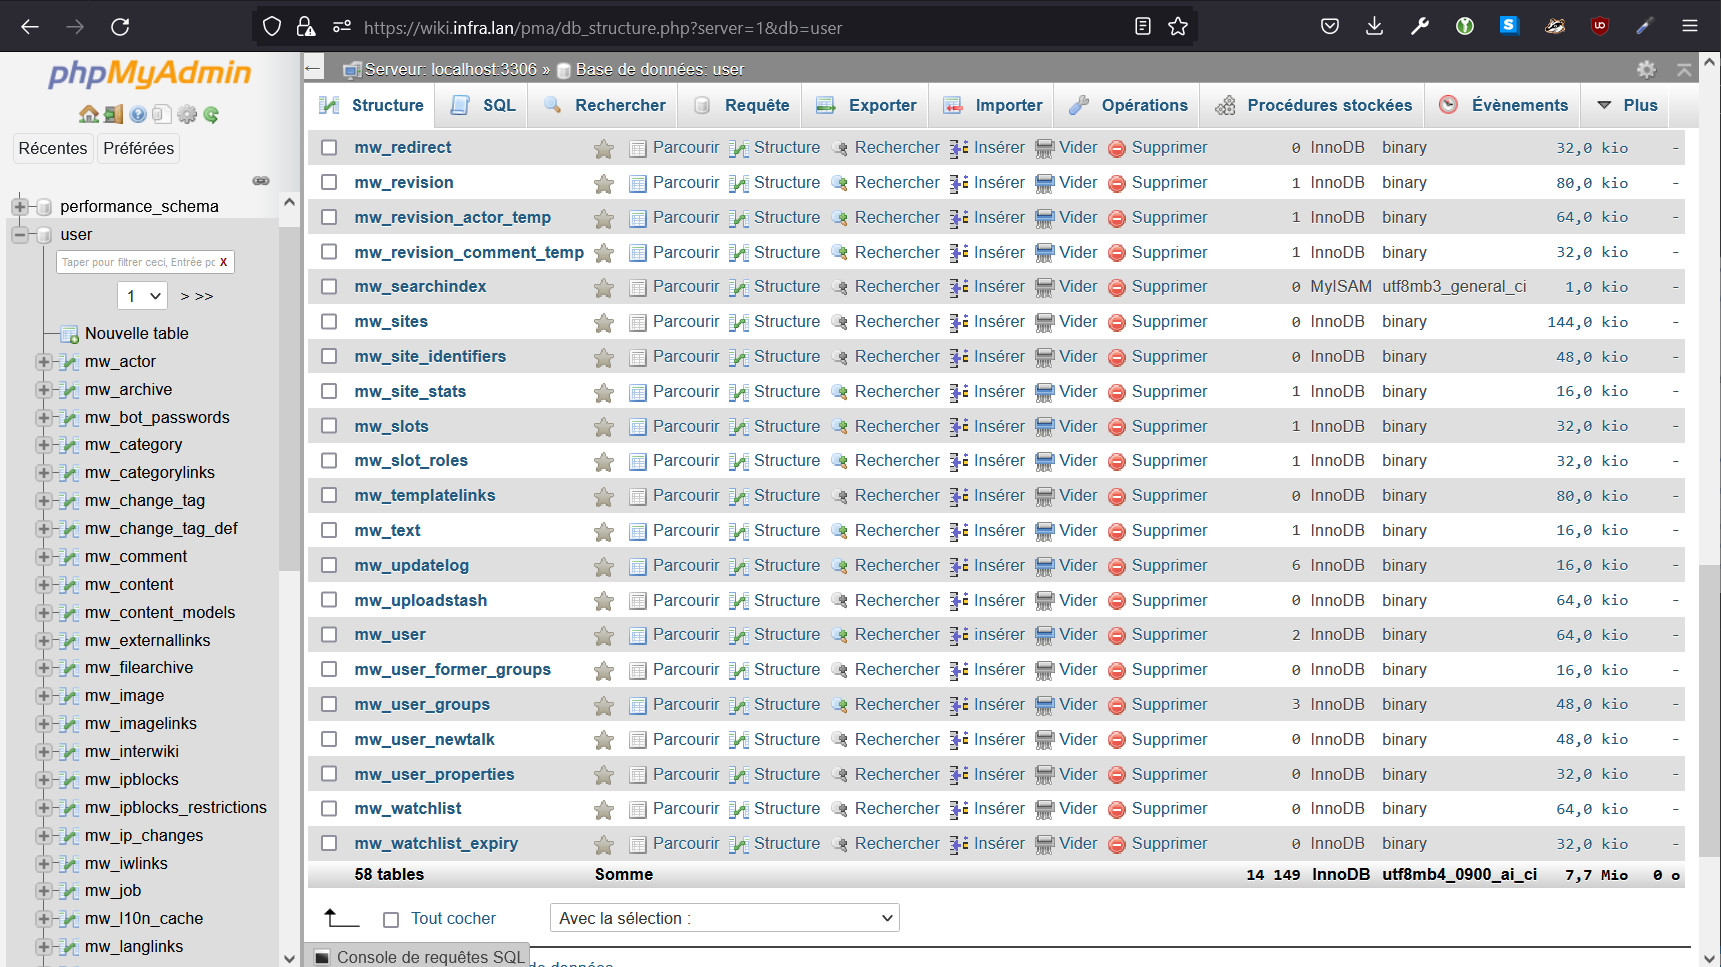 https://wiki.infra.lan/pma/db_structure.php?server=1&db=user
phpMyAdmin
Récentes Préférées
performance_schema
user
Taper pour filtrer ceci, Entrée po X
1 > >>
Nouvelle table
mw_actor
mw_archive
mw_bot_passwords
mw_category
mw_categorylinks
mw_change_tag
mw_change_tag_def
mw_comment
mw_content
mw_content_models
mw_externallinks
mw_filearchive
mw_image
mw_imagelinks
mw_interwiki
mw_ipblocks
mw_ipblocks_restrictions
mw_ip_changes
mw_iwlinks
mw_job
mw_l10n_cache
mw_langlinks
Serveur: localhost:3306 » Base de données: user
Structure SQL Rechercher Requête Exporter Importer Opérations Procédures stockées Évènements Plus
mw_redirect Parcourir Structure Rechercher Insérer Vider Supprimer 0 InnoDB binary 32,0 kio -
mw_revision Parcourir Structure Rechercher Insérer Vider Supprimer 1 InnoDB binary 80,0 kio -
mw_revision_actor_temp Parcourir Structure Rechercher Insérer Vider Supprimer 1 InnoDB binary 64,0 kio -
mw_revision_comment_temp Parcourir Structure Rechercher Insérer Vider Supprimer 1 InnoDB binary 32,0 kio -
mw_searchindex Parcourir Structure Rechercher Insérer Vider Supprimer 0 MyISAM utf8mb3_general_ci 1,0 kio -
mw_sites Parcourir Structure Rechercher Insérer Vider Supprimer 0 InnoDB binary 144,0 kio -
mw_site_identifiers Parcourir Structure Rechercher Insérer Vider Supprimer 0 InnoDB binary 48,0 kio -
mw_site_stats Parcourir Structure Rechercher Insérer Vider Supprimer 1 InnoDB binary 16,0 kio -
mw_slots Parcourir Structure Rechercher Insérer Vider Supprimer 1 InnoDB binary 32,0 kio -
mw_slot_roles Parcourir Structure Rechercher Insérer Vider Supprimer 1 InnoDB binary 32,0 kio -
mw_templatelinks Parcourir Structure Rechercher Insérer Vider Supprimer 0 InnoDB binary 80,0 kio -
mw_text Parcourir Structure Rechercher Insérer Vider Supprimer 1 InnoDB binary 16,0 kio -
mw_updatelog Parcourir Structure Rechercher Insérer Vider Supprimer 6 InnoDB binary 16,0 kio -
mw_uploadstash Parcourir Structure Rechercher Insérer Vider Supprimer 0 InnoDB binary 64,0 kio -
mw_user Parcourir Structure Rechercher insérer Vider Supprimer 2 InnoDB binary 64,0 kio -
mw_user_former_groups Parcourir Structure Rechercher Insérer Vider Supprimer 0 InnoDB binary 16,0 kio -
mw_user_groups Parcourir Structure Rechercher Insérer Vider Supprimer 3 InnoDB binary 48,0 kio -
mw_user_newtalk Parcourir Structure Rechercher Insérer Vider Supprimer 0 InnoDB binary 48,0 kio -
mw_user_properties Parcourir Structure Rechercher Insérer Vider Supprimer 0 InnoDB binary 32,0 kio -
mw_watchlist Parcourir Structure Rechercher Insérer Vider Supprimer 0 InnoDB binary 64,0 kio -
mw_watchlist_expiry Parcourir Structure Rechercher Insérer Vider Supprimer 0 InnoDB binary 32,0 kio -
58 tables Somme 14 149 InnoDB utf8mb4_0900_ai_ci 7,7 Mio 0 o
Tout cocher Avec la sélection :
Console de requêtes SQL de données